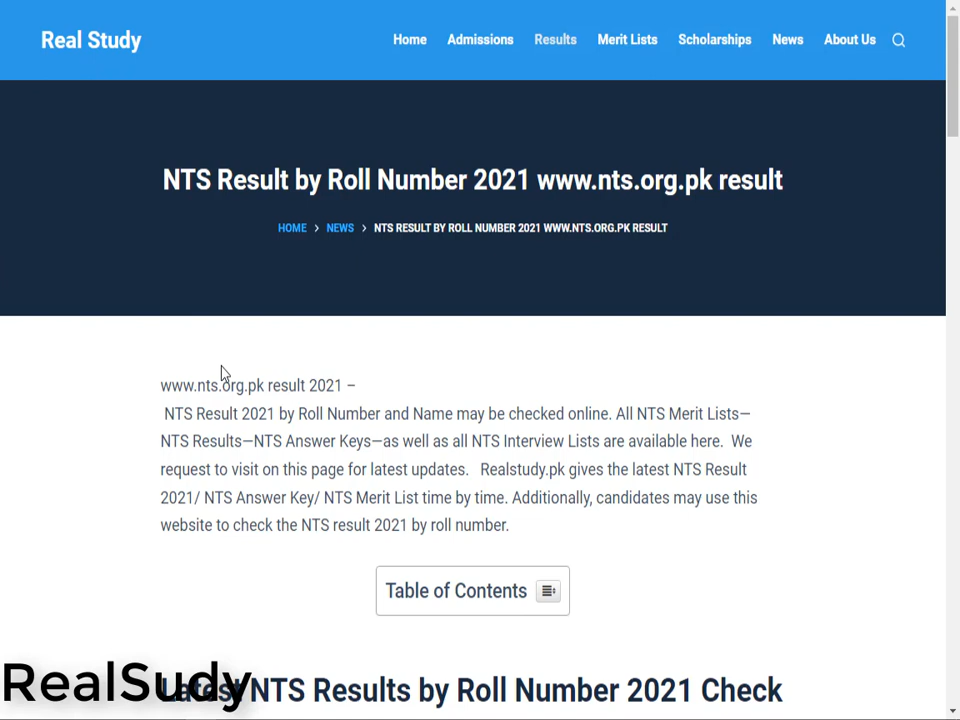 Real Study
Home Admissions Results Merit Lists Scholarships News About Us
NTS Result by Roll Number 2021 www.nts.org.pk result
HOME > NEWS > NTS RESULT BY ROLL NUMBER 2021 WWW.NTS.ORG.PK RESULT
www.nts.org.pk result 2021 –
NTS Result 2021 by Roll Number and Name may be checked online. All NTS Merit Lists—
NTS Results—NTS Answer Keys—as well as all NTS Interview Lists are available here. We
request to visit on this page for latest updates. Realstudy.pk gives the latest NTS Result
2021/ NTS Answer Key/ NTS Merit List time by time. Additionally, candidates may use this
website to check the NTS result 2021 by roll number.
Table of Contents
Latest NTS Results by Roll Number 2021 Check
RealSudy